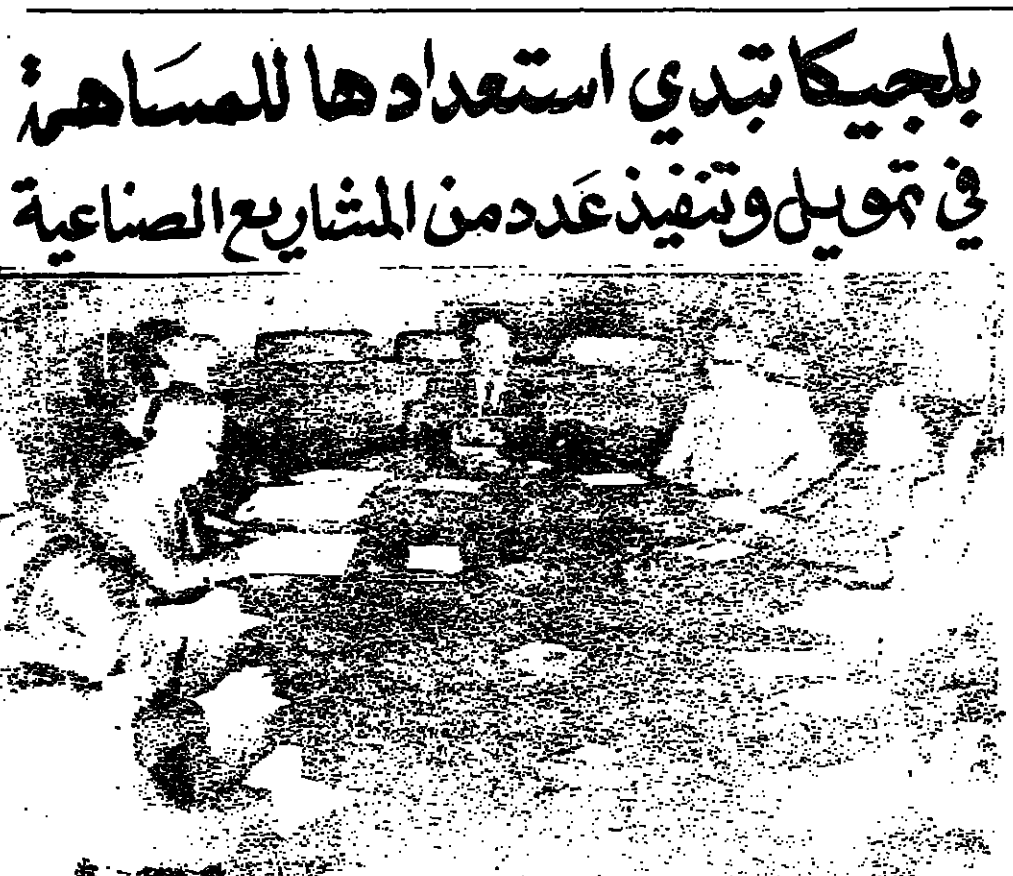 بلجيكا تبدي استعدادها للمساهمة
في تمويل وتنفيذ عدد من المشاريع الصناعية